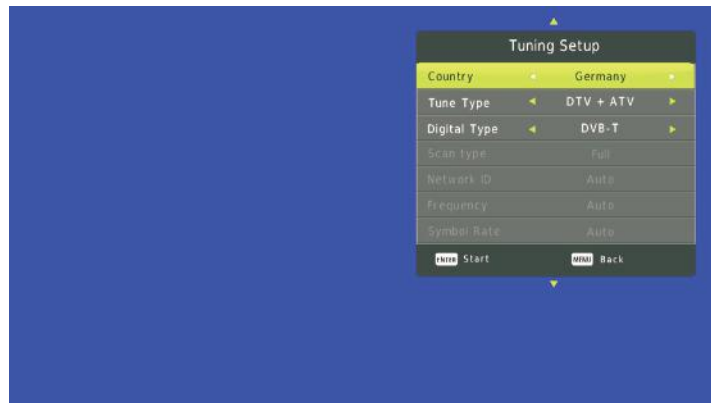 Tuning Setup
Country Germany
Tune Type DTV + ATV
Digital Type DVB-T
Scan type Full
Network ID Auto
Frequency Auto
Symbol Rate Auto
ENTER Start MENU Back